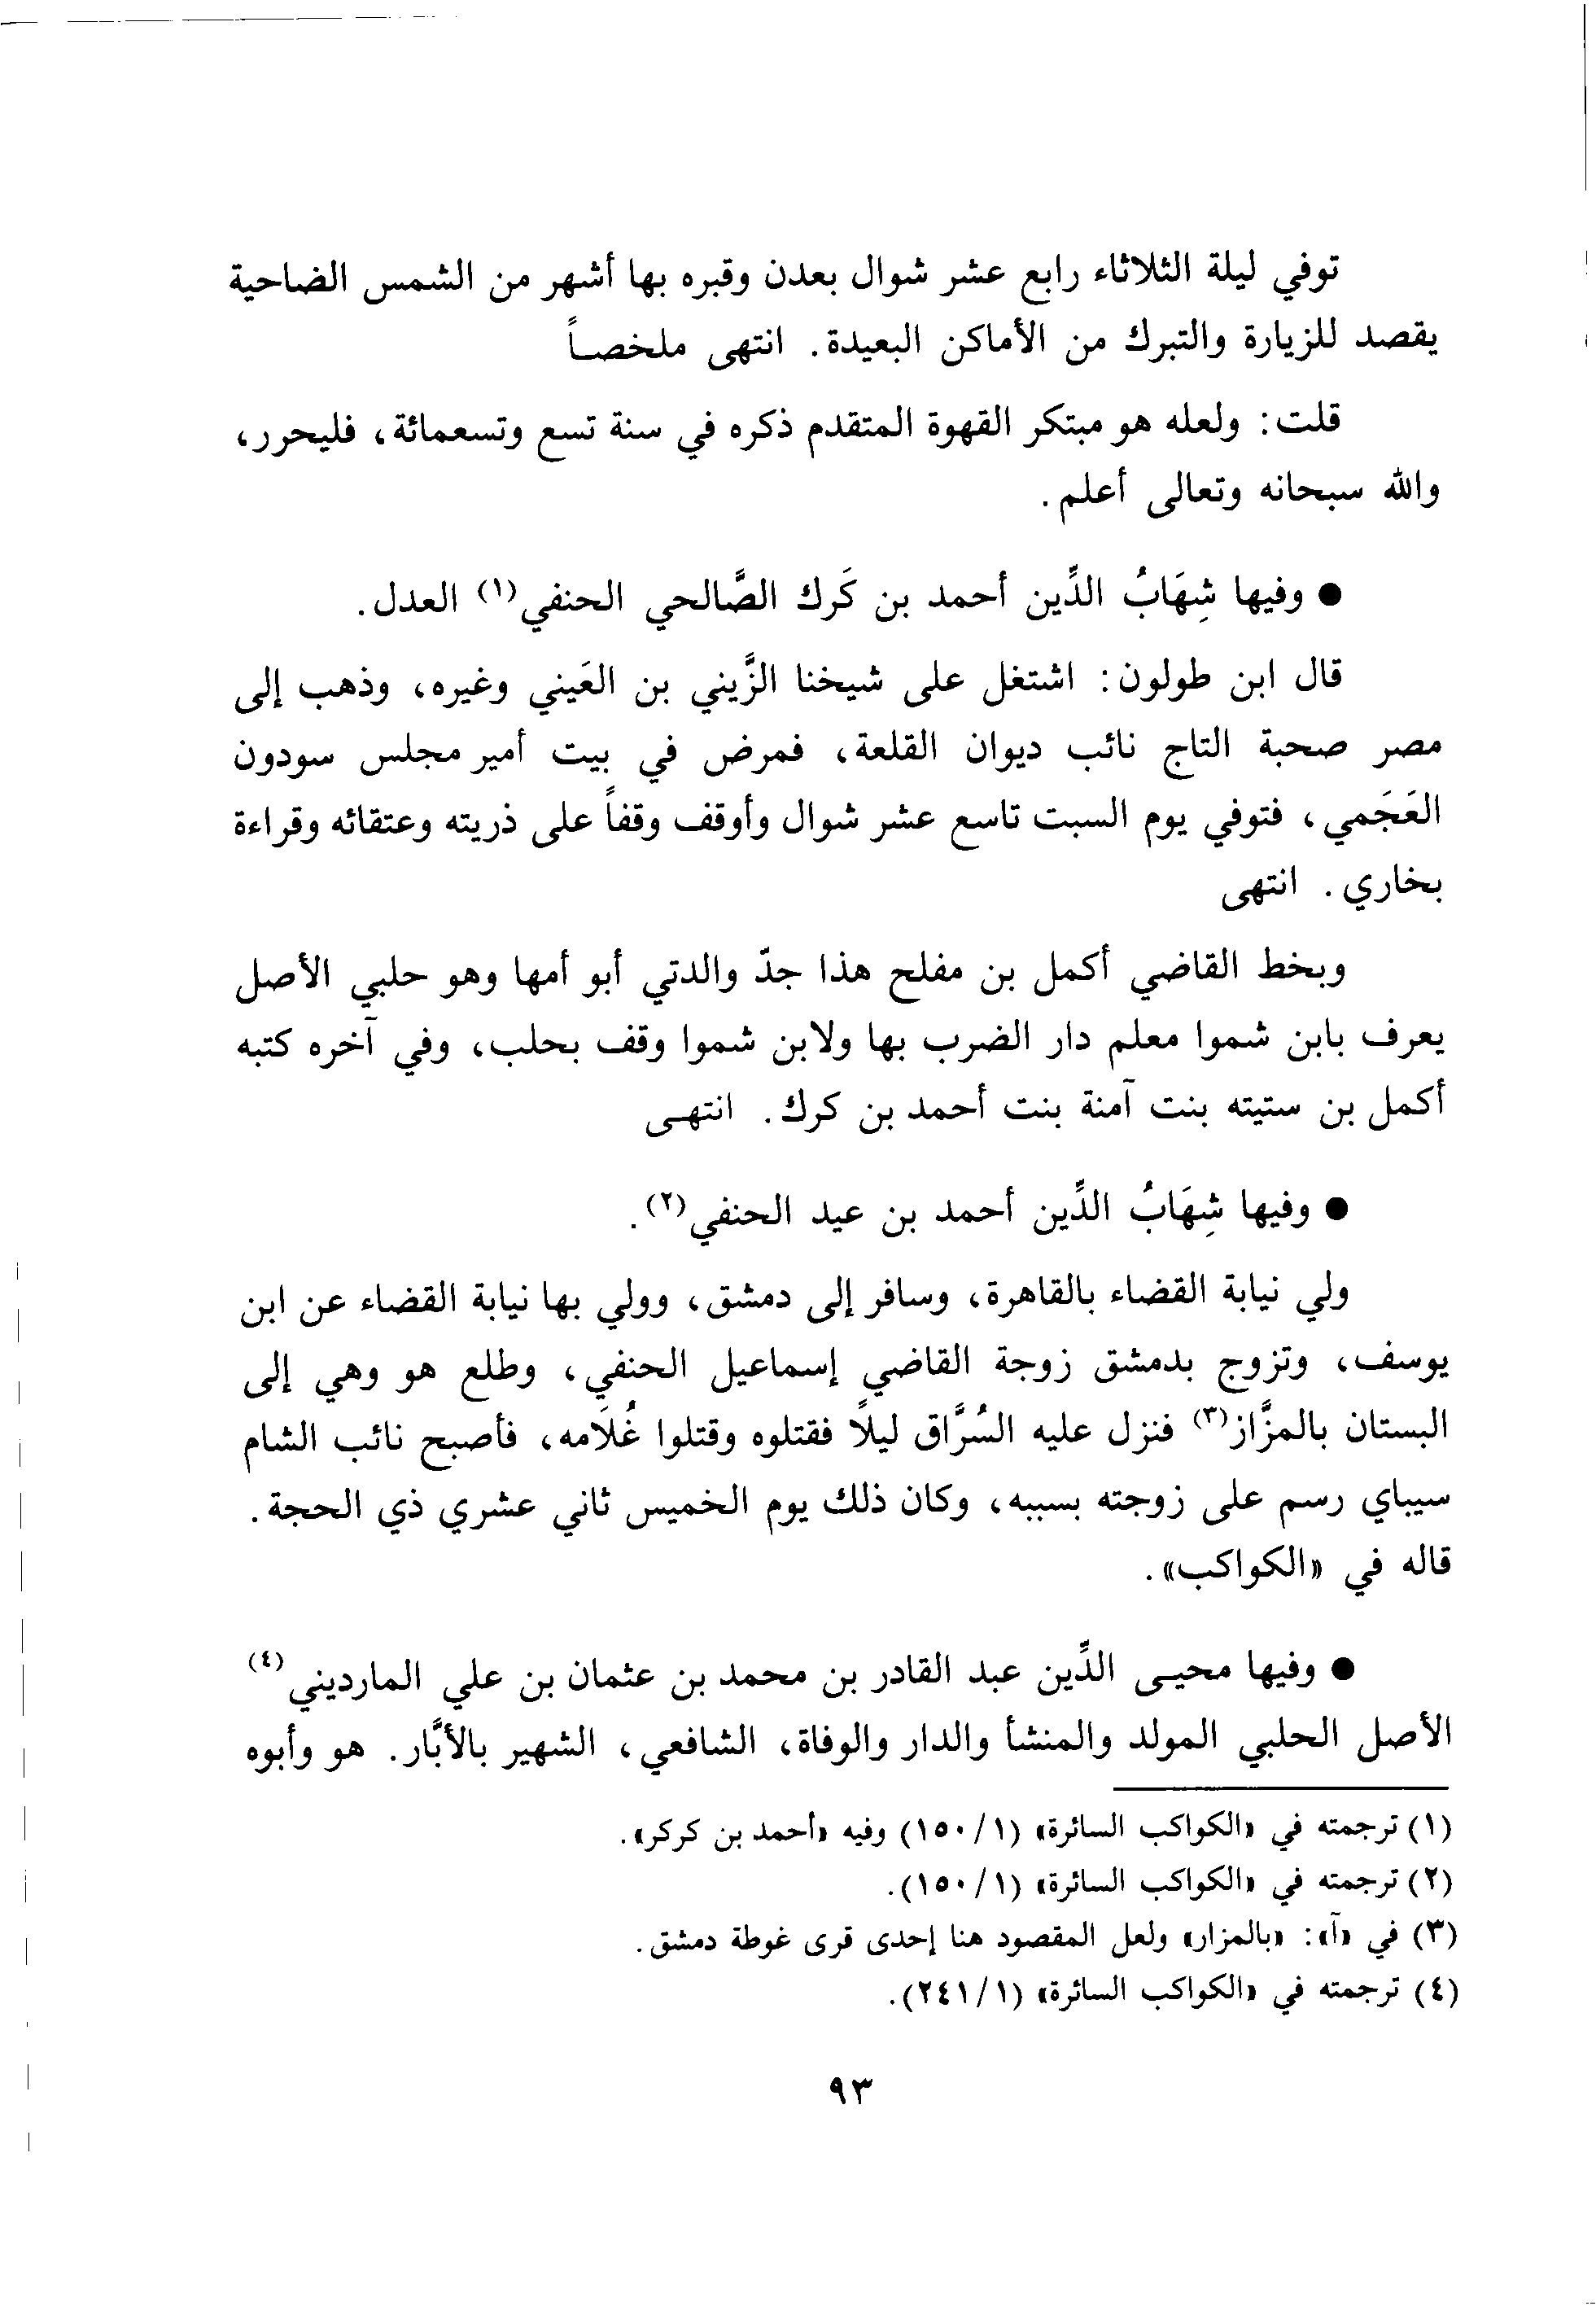 توفي ليلة الثلاثاء رابع عشر شوال بعدن وقبره بها أشهر من الشمس الضاحية
يقصد للزيارة والتبرك من الأماكن البعيدة. انتهى ملخصاً
قلت: ولعله هو مبتكر القهوة المتقدم ذكره في سنة تسع وتسعمائة، فليحرر،
والله سبحانه وتعالى أعلم.
● وفيها شِهَابُ الدِّين أحمد بن كَرك الصَّالحي الحنفي(١) العدل.
قال ابن طولون: اشتغل على شيخنا الزَّيني بن العَيني وغيره، وذهب إلى
مصر صحبة التاج نائب ديوان القلعة، فمرض في بيت أمير مجلس سودون
العَجَمي، فتوفي يوم السبت تاسع عشر شوال وأوقف وقفاً على ذريته وعتقائه وقراءة
بخاري. انتهى
وبخط القاضي أكمل بن مفلح هذا جدّ والدتي أبو أمها وهو حلبي الأصل
يعرف بابن شموا معلم دار الضرب بها ولابن شموا وقف بحلب، وفي آخره كتبه
أكمل بن ستيته بنت آمنة بنت أحمد بن كرك. انتهى
● وفيها شِهَابُ الدِّين أحمد بن عيد الحنفي(٢).
ولي نيابة القضاء بالقاهرة، وسافر إلى دمشق، وولي بها نيابة القضاء عن ابن
يوسف، وتزوج بدمشق زوجة القاضي إسماعيل الحنفي، وطلع هو وهي إلى
البستان بالمزَّاز(٣) فنزل عليه السُرَّاق ليلاً فقتلوه وقتلوا غُلَامه، فأصبح نائب الشام
سيباي رسم على زوجته بسببه، وكان ذلك يوم الخميس ثاني عشري ذي الحجة.
قاله في «الكواكب».
● وفيها محيي الدِّين عبد القادر بن محمد بن عثمان بن علي المارديني(٤)
الأصل الحلبي المولد والمنشأ والدار والوفاة، الشافعي، الشهير بالأبَّار. هو وأبوه
(١) ترجمته في «الكواكب السائرة» (١/١٥٠) وفيه «أحمد بن كركر».
(٢) ترجمته في «الكواكب السائرة» (١/١٥٠).
(٣) في «آ»: «بالمزار» ولعل المقصود هنا إحدى قرى غوطة دمشق.
(٤) ترجمته في «الكواكب السائرة» (١/٢٤١).
٩٣